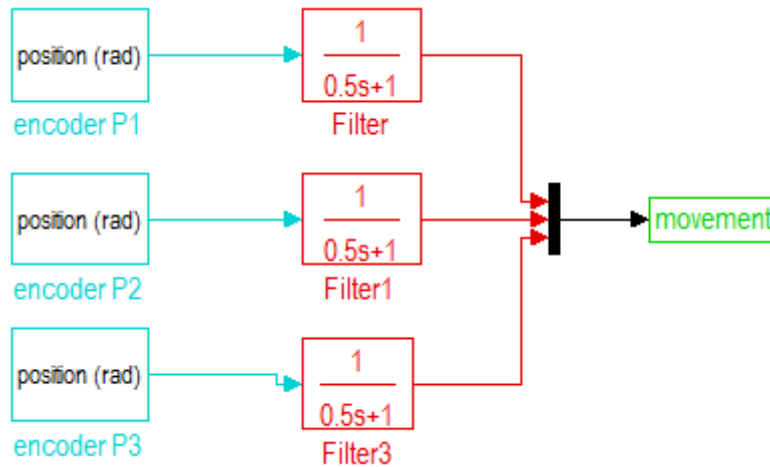 position (rad)
encoder P1
1
0.5s+1
Filter
position (rad)
encoder P2
1
0.5s+1
Filter1
movement
position (rad)
encoder P3
1
0.5s+1
Filter3